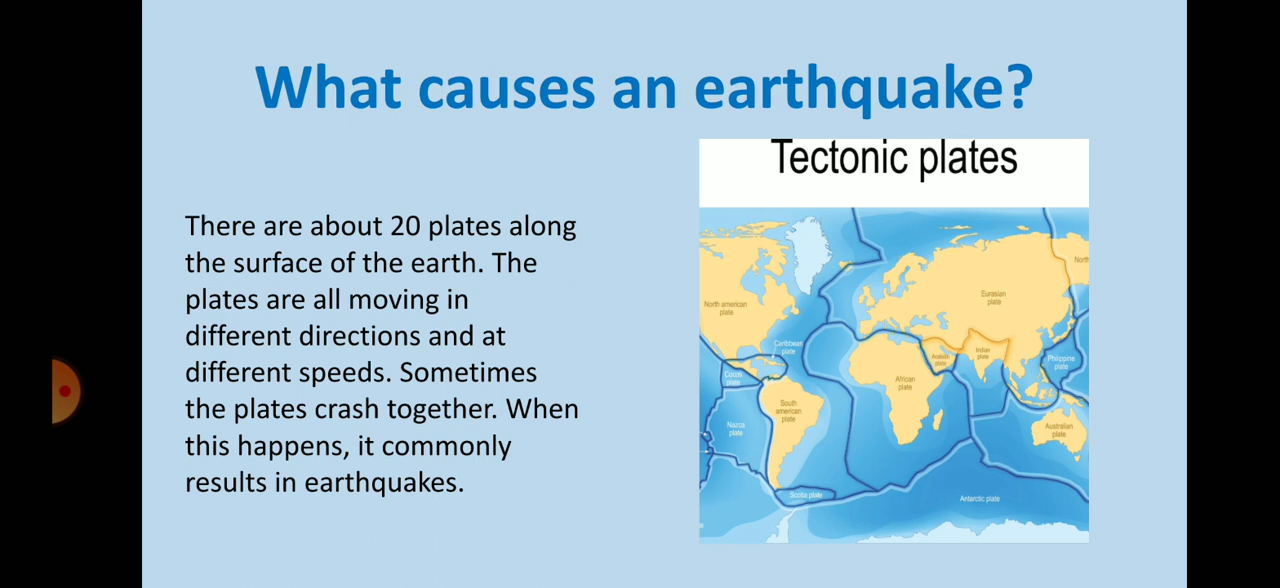 What causes an earthquake?
There are about 20 plates along
the surface of the earth. The
plates are all moving in
different directions and at
different speeds. Sometimes
the plates crash together. When
this happens, it commonly
results in earthquakes.
Tectonic plates
North american
plate
Eurasian
plate
North
Caribbean
plate
Cocos
plate
Arabian
plate
Indian
plate
Philippine
plate
African
plate
South
american
plate
Nazca
plate
Australian
plate
Scotia plate
Antarctic plate